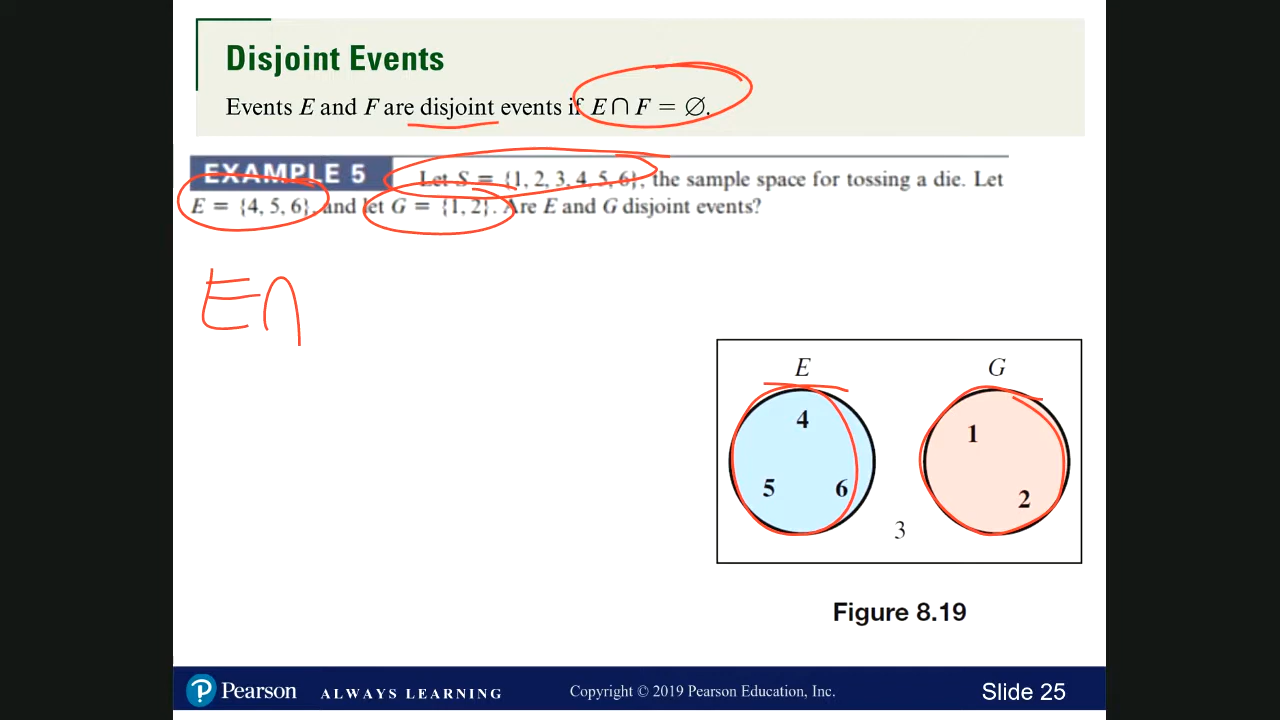 Disjoint Events
Events E and F are disjoint events if E ∩ F = ∅.
EXAMPLE 5 Let S = {1, 2, 3, 4, 5, 6}, the sample space for tossing a die. Let
E = {4, 5, 6}, and let G = {1, 2}. Are E and G disjoint events?
E∩
E G
4
1
5 6
2
3
Figure 8.19
Pearson ALWAYS LEARNING Copyright © 2019 Pearson Education, Inc. Slide 25